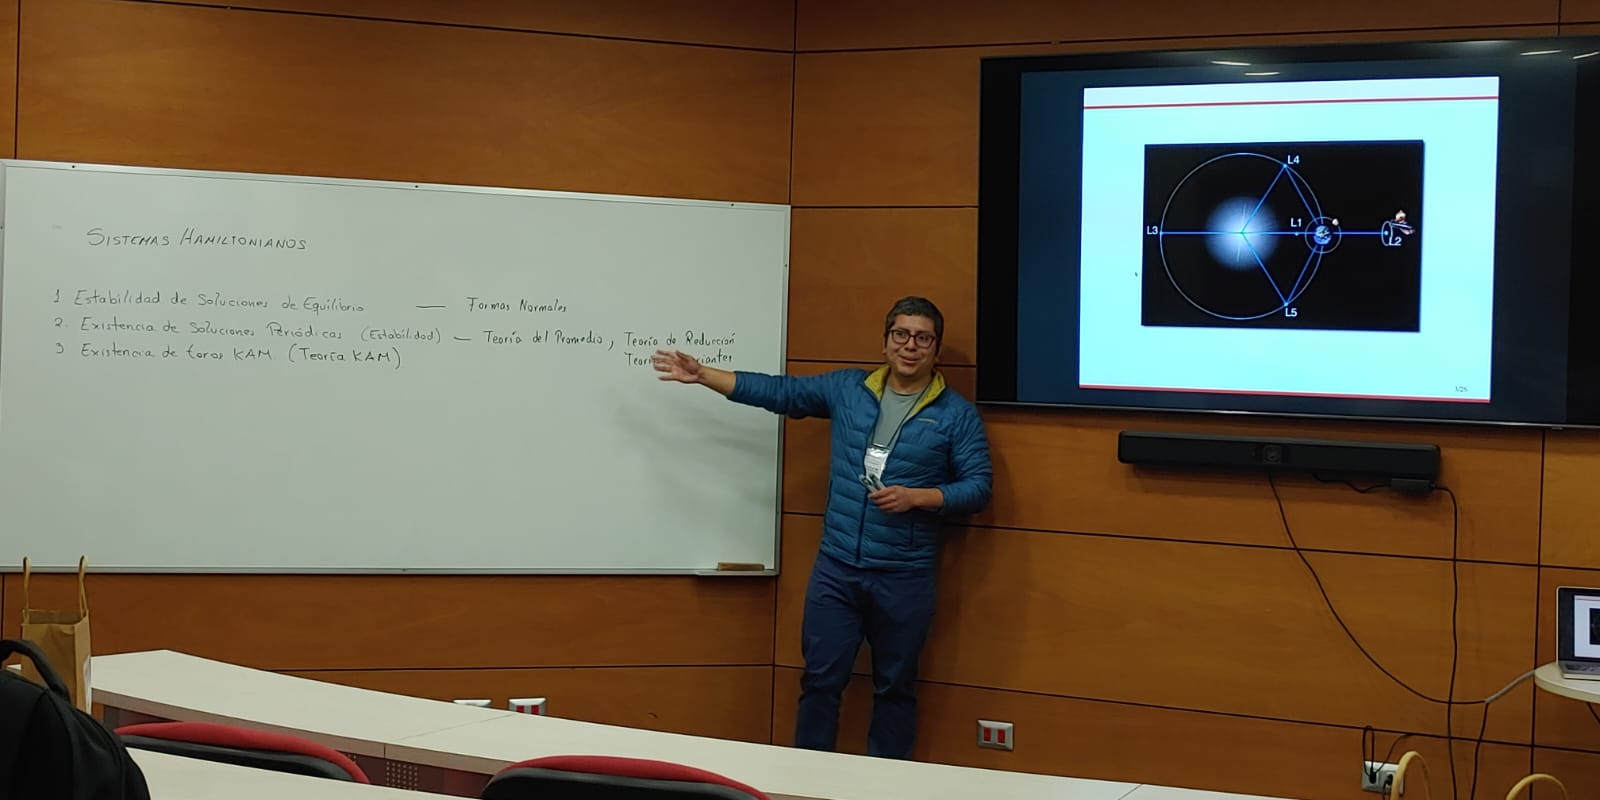 SISTEMAS HAMILTONIANOS
1 Estabilidad de Soluciones de Equilibrio — Formas Normales
2. Existencia de Soluciones Periódicas (Estabilidad) — Teoría del Promedio, Teoría de Reducción
3 Existencia de toros KAM. (Teoría KAM)
L4
L3
L1
L2
L5